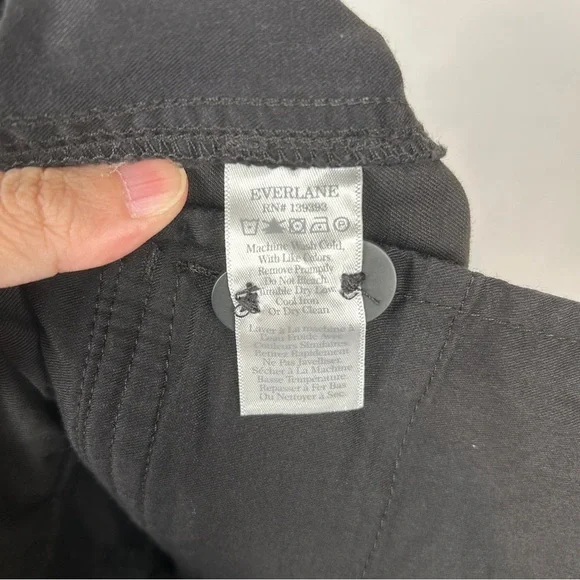 EVERLANE
RN# 139393
Machine Wash Cold,
With Like Colors.
Remove Promptly
Do Not Bleach.
Tumble Dry Low.
Cool Iron
Or Dry Clean
Laver à La machine à
L'eau Froide Avec
Couleurs Similaires
Retirez Rapidement
Ne Pas Javelliser.
Sécher à La Machine
Basse Température
Repasser à Fer Bas
Ou Nettoyer à Sec.